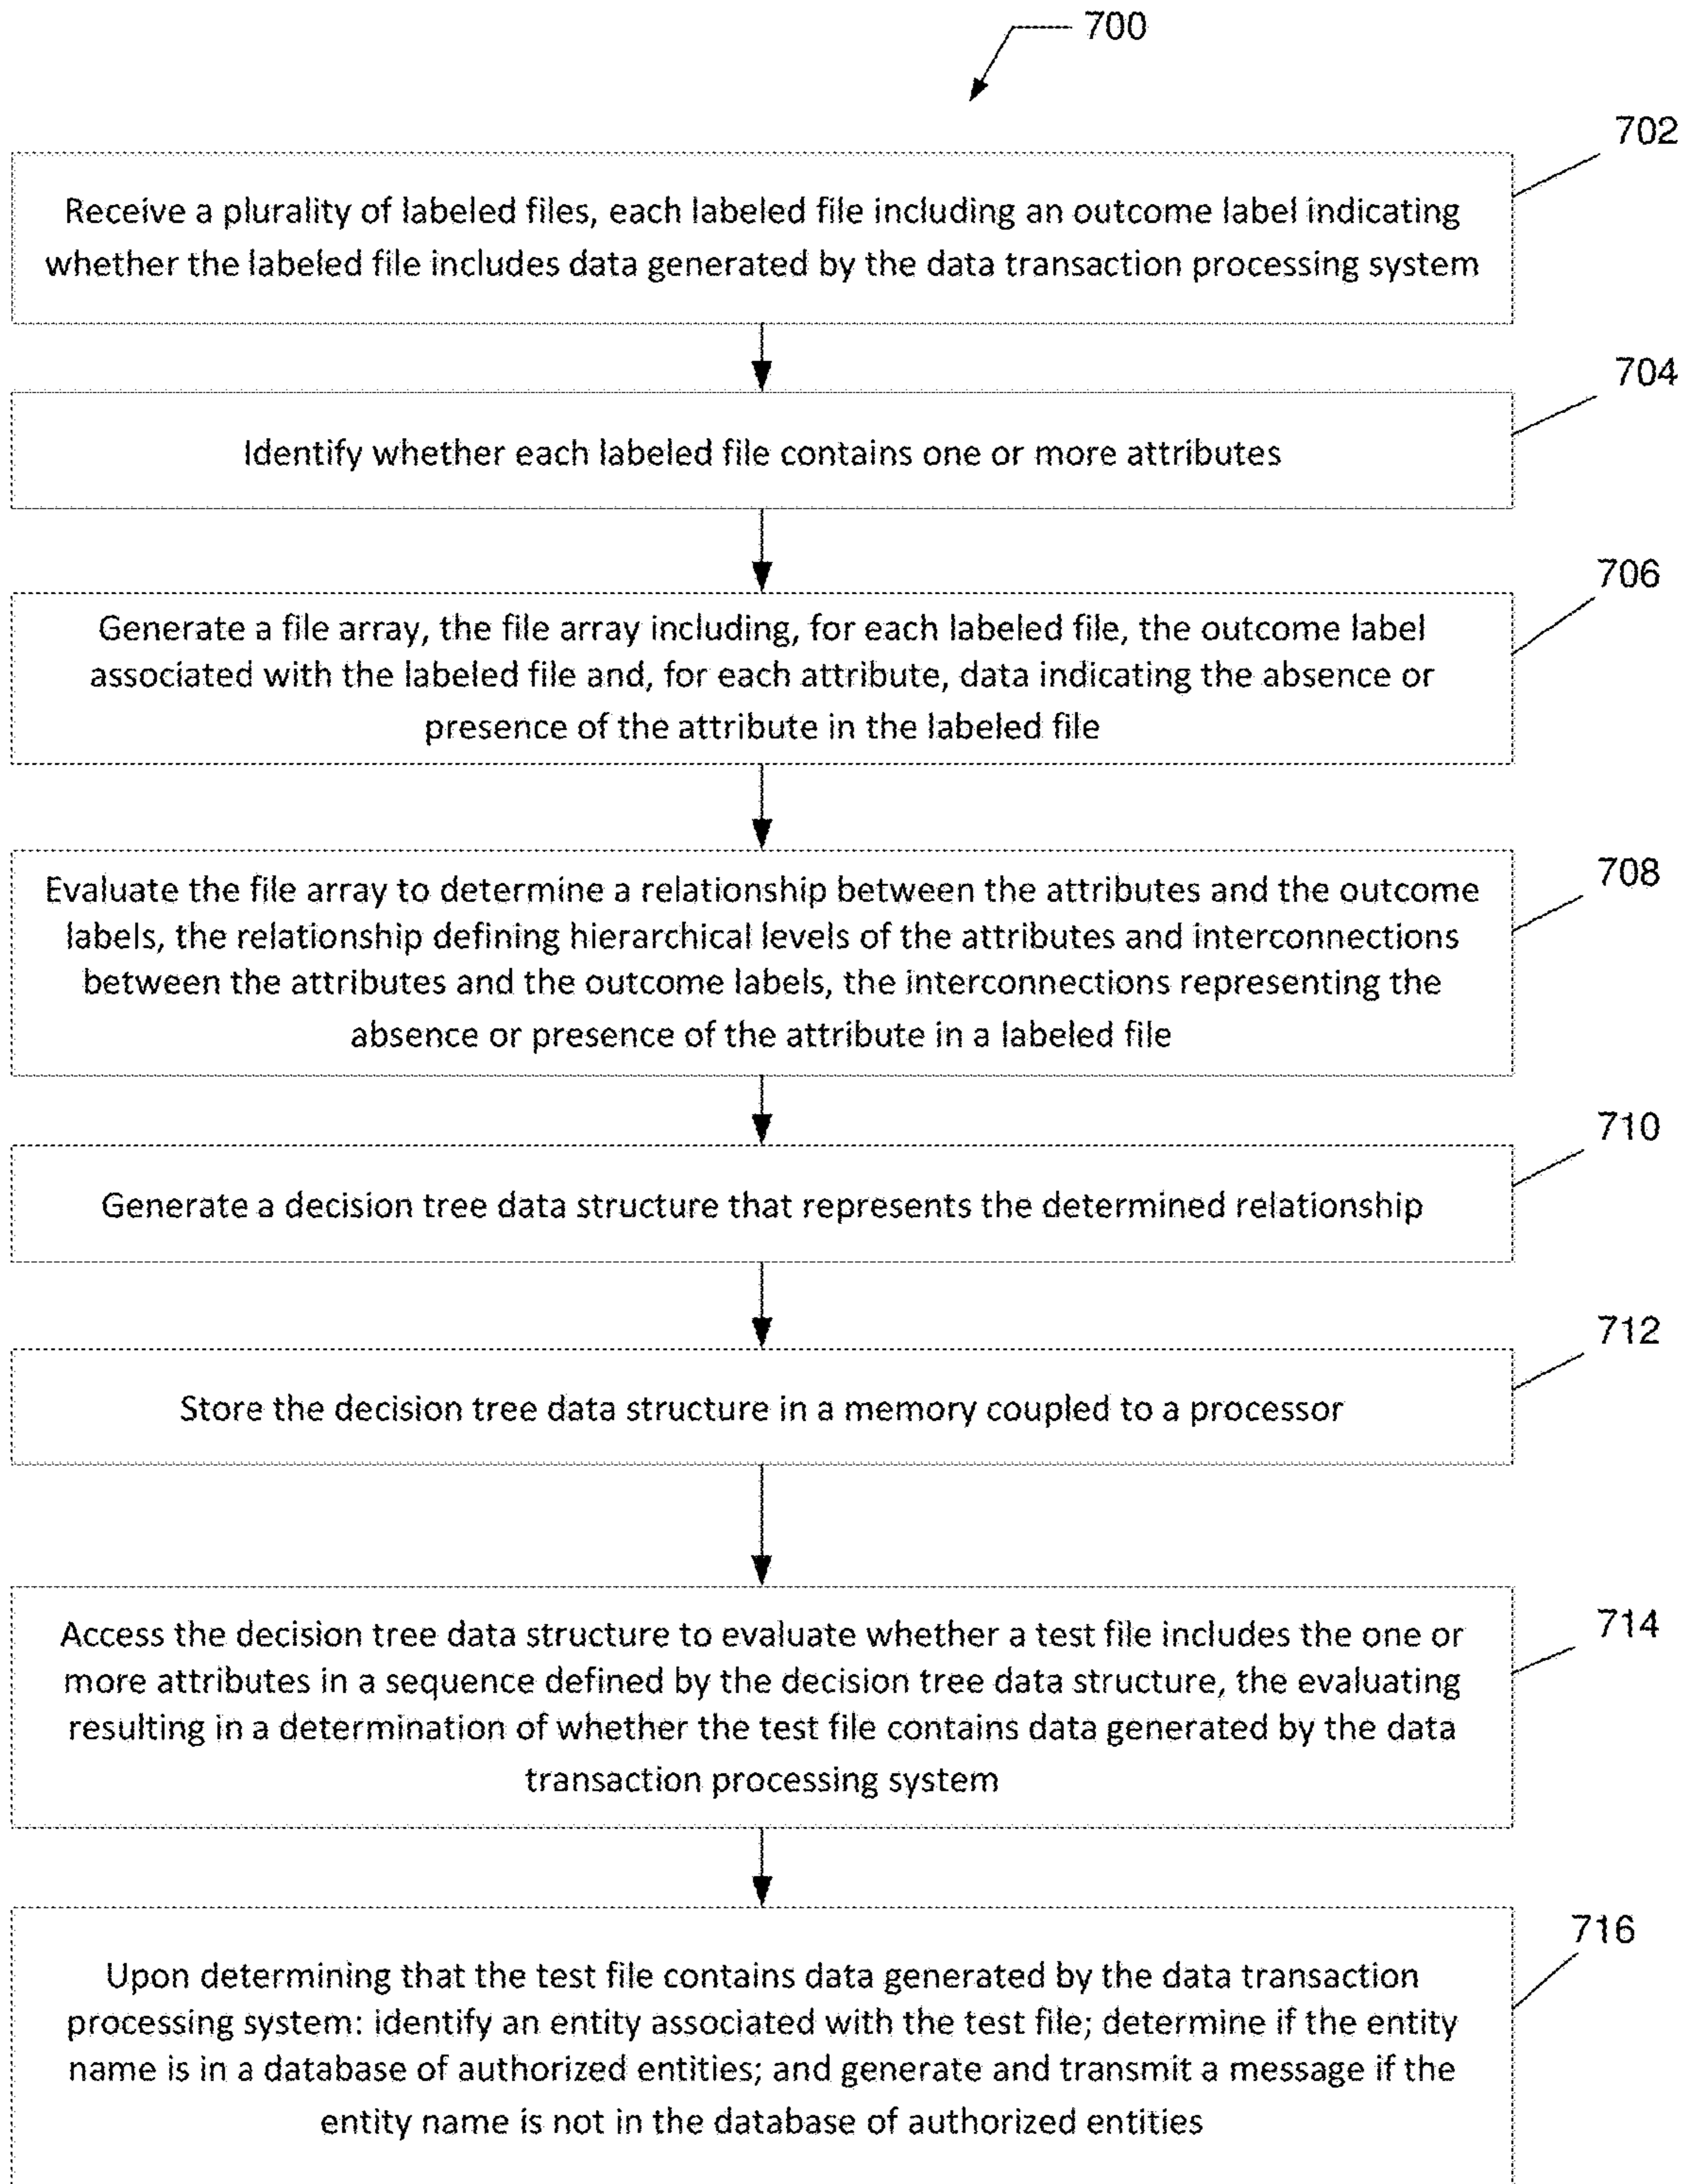 700
702
Receive a plurality of labeled files, each labeled file including an outcome label indicating
whether the labeled file includes data generated by the data transaction processing system
704
Identify whether each labeled file contains one or more attributes
706
Generate a file array, the file array including, for each labeled file, the outcome label
associated with the labeled file and, for each attribute, data indicating the absence or
presence of the attribute in the labeled file
708
Evaluate the file array to determine a relationship between the attributes and the outcome
labels, the relationship defining hierarchical levels of the attributes and interconnections
between the attributes and the outcome labels, the interconnections representing the
absence or presence of the attribute in a labeled file
710
Generate a decision tree data structure that represents the determined relationship
712
Store the decision tree data structure in a memory coupled to a processor
714
Access the decision tree data structure to evaluate whether a test file includes the one or
more attributes in a sequence defined by the decision tree data structure, the evaluating
resulting in a determination of whether the test file contains data generated by the data
transaction processing system
716
Upon determining that the test file contains data generated by the data transaction
processing system: identify an entity associated with the test file; determine if the entity
name is in a database of authorized entities; and generate and transmit a message if the
entity name is not in the database of authorized entities